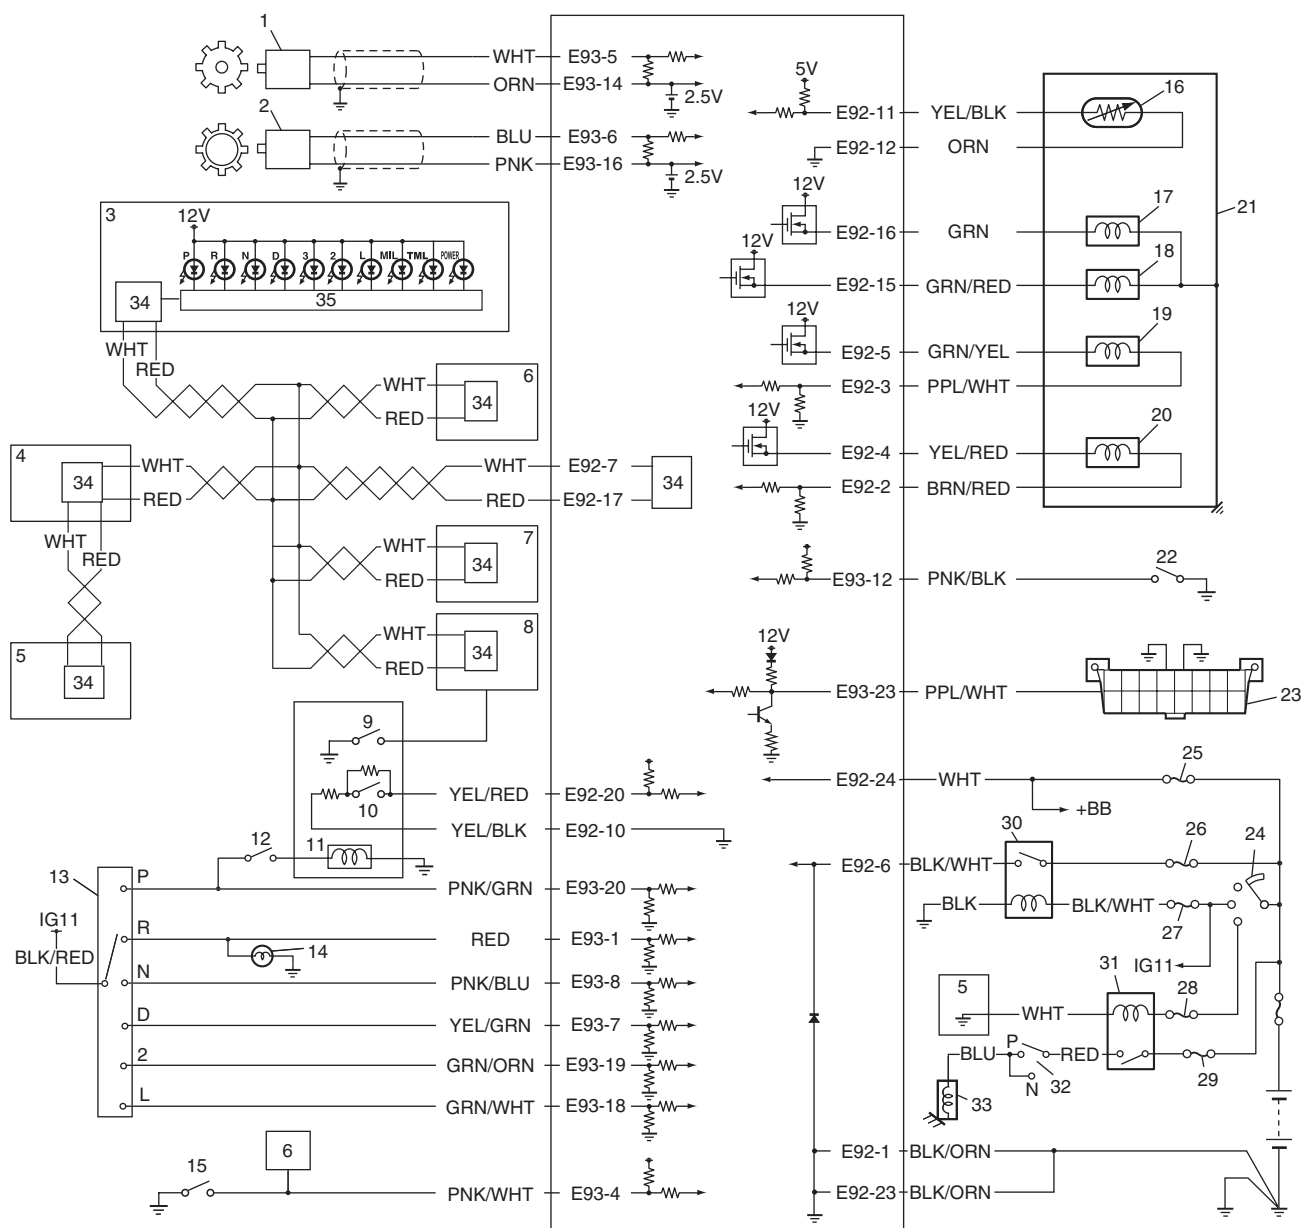 1
WHT E93-5
ORN E93-14
2.5V
2
BLU E93-6
PNK E93-16
2.5V
3
12V
P R N D 3 2 L MIL TML POWER
34
35
WHT
RED
WHT
RED
34
6
4
34
WHT
RED
WHT E92-7
RED E92-17
34
WHT
RED
WHT
RED
34
7
5
34
WHT
RED
34
8
9
10
YEL/RED E92-20
YEL/BLK E92-10
11
12
13
P
PNK/GRN E93-20
IG11
BLK/RED
R
14
RED E93-1
N
PNK/BLU E93-8
D
YEL/GRN E93-7
2
GRN/ORN E93-19
L
GRN/WHT E93-18
15
6
PNK/WHT E93-4
5V
E92-11 YEL/BLK
16
E92-12 ORN
12V
E92-16 GRN
17
21
12V
E92-15 GRN/RED
18
12V
E92-5 GRN/YEL
19
E92-3 PPL/WHT
12V
E92-4 YEL/RED
20
E92-2 BRN/RED
E93-12 PNK/BLK
22
12V
E93-23 PPL/WHT
23
E92-24 WHT
25
+BB
30
26
24
E92-6 BLK/WHT
BLK
BLK/WHT
27
IG11
31
5
WHT
28
BLU
P
RED
N
32
29
33
E92-1 BLK/ORN
E92-23 BLK/ORN